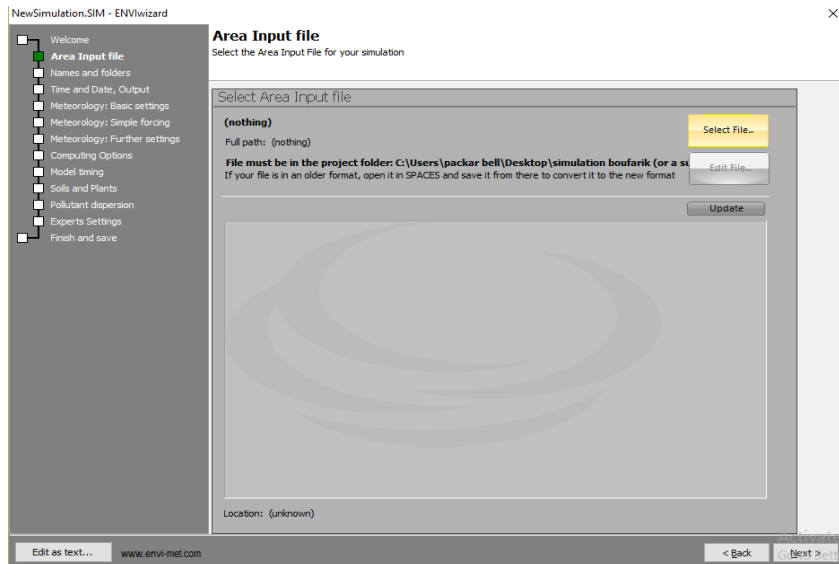 NewSimulation.SIM - ENVIwizard
Welcome
Area Input file
Names and folders
Time and Date, Output
Meteorology: Basic settings
Meteorology: Simple forcing
Meteorology: Further settings
Computing Options
Model timing
Soils and Plants
Pollutant dispersion
Experts Settings
Finish and save
Area Input file
Select the Area Input File for your simulation
Select Area Input file
(nothing)
Select File...
Full path: (nothing)
File must be in the project folder: C:\Users\packar bell\Desktop\simulation boufarik (or a su
Edit File...
If your file is in an older format, open it in SPACES and save it from there to convert it to the new format
Update
Location: (unknown)
Activate
Edit as text...
www.envi-met.com
< Back
Next >